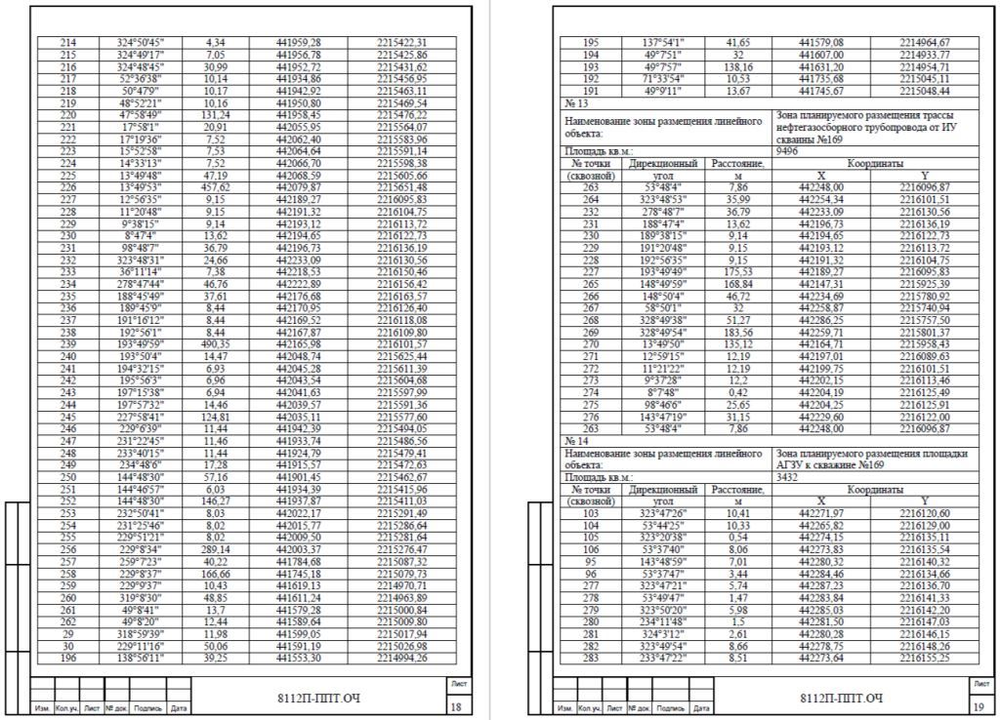 214 324°50'45" 4,34 441959,28 2215422,31
215 324°49'17" 7,05 441956,78 2215425,86
216 324°48'45" 30,99 441952,72 2215431,62
217 52°36'38" 10,14 441934,86 2215456,95
218 50°47'9" 10,17 442942,92 2215463,11
219 48°52'21" 10,16 441950,80 2215469,54
220 47°58'49" 131,24 441958,45 2215476,22
221 17°58'1" 20,91 442055,95 2215564,07
222 17°19'36" 7,52 442062,40 2215583,96
223 15°52'58" 7,53 442064,64 2215591,14
224 14°33'13" 7,52 442066,70 2215598,38
225 13°49'48" 47,19 442068,59 2215605,66
226 13°49'53" 457,62 442079,87 2215651,48
227 12°56'35" 9,15 442189,27 2216095,83
228 11°20'48" 9,15 442191,32 2216104,75
229 9°38'15" 9,14 442193,12 2216113,72
230 8°47'4" 13,62 442194,65 2216122,73
231 98°48'7" 36,79 442196,73 2216136,19
232 323°48'31" 24,66 442233,09 2216130,56
233 36°11'14" 7,38 442218,53 2216150,46
234 278°47'44" 46,76 442222,89 2216156,42
235 188°45'49" 37,61 442176,68 2216163,57
236 189°45'9" 8,44 442170,95 2216126,40
237 191°16'12" 8,44 442169,52 2216118,08
238 192°56'1" 8,44 442167,87 2216109,80
239 193°49'59" 490,35 442165,98 2216101,57
240 193°50'4" 14,47 442048,74 2215625,44
241 194°32'15" 6,93 442045,28 2215611,39
242 195°56'3" 6,96 442043,54 2215604,68
243 197°15'38" 6,94 442041,63 2215597,99
244 197°57'32" 14,46 442039,57 2215591,36
245 227°58'41" 124,81 442035,11 2215577,60
246 229°6'39" 11,44 441942,39 2215494,05
247 231°22'45" 11,46 441933,74 2215486,56
248 233°40'15" 11,44 441924,79 2215479,41
249 234°48'6" 17,28 441915,57 2215472,63
250 144°48'30" 57,16 441901,45 2215462,67
251 144°46'57" 6,03 441934,39 2215415,96
252 144°48'30" 146,27 441937,87 2215411,03
253 232°50'41" 8,03 442022,17 2215291,49
254 231°25'46" 8,02 442015,77 2215286,64
255 229°51'21" 8,02 442009,50 2215281,64
256 229°8'34" 289,14 442003,37 2215276,47
257 259°7'23" 40,22 441784,68 2215087,32
258 229°8'37" 166,66 441745,18 2215079,73
259 229°9'37" 10,43 441619,13 2214970,71
260 319°8'30" 48,85 441611,24 2214963,89
261 49°8'41" 13,7 441579,28 2215000,84
262 49°8'20" 12,44 441589,64 2215009,80
29 318°59'39" 11,98 441599,05 2215017,94
30 229°11'16" 50,06 441591,19 2215026,98
196 138°56'11" 39,25 441553,30 2214994,26
8112П-ППТ.ОЧ
Лист
18
Изм. Кол.уч. Лист № док. Подпись Дата
195 137°54'1" 41,65 441579,08 2214964,67
194 49°7'51" 32 441607,00 2214933,77
193 49°7'57" 138,16 441631,20 2214954,71
192 71°33'54" 10,53 441735,68 2215045,11
191 49°9'11" 13,67 441745,67 2215048,44
№ 13
Наименование зоны размещения линейного объекта: Зона планируемого размещения трассы
нефтегазосборного трубопровода от ИУ
скваины №169
Площадь кв.м.: 9496
№ точки Дирекционный Расстояние, Координаты
(сквозной) угол м X Y
263 53°48'4" 7,86 442248,00 2216096,87
264 323°48'53" 35,99 442254,34 2216101,51
232 278°48'7" 36,79 442233,09 2216130,56
231 188°47'4 13,62 442196,73 2216136,19
230 189°38'15" 9,14 442194,65 2216122,73
229 191°20'48" 9,15 442193,12 2216113,72
228 192°56'35" 9,15 442191,32 2216104,75
227 193°49'49" 175,53 442189,27 2216095,83
265 148°49'59" 168,84 442147,31 2215925,39
266 148°50'4" 46,72 442234,69 2215780,92
267 58°50'1" 32 442258,87 2215740,94
268 328°49'38" 51,27 442286,25 2215757,50
269 328°49'54" 183,56 442259,71 2215801,37
270 13°49'50" 135,12 442164,71 2215958,43
271 12°59'15" 12,19 442197,01 2216089,63
272 11°21'22" 12,19 442199,75 2216101,51
273 9°37'28" 12,2 442202,15 2216113,46
274 8°7'48" 0,42 442204,19 2216125,49
275 98°46'6" 25,65 442204,25 2216125,91
276 143°47'19" 31,15 442229,60 2216122,00
263 53°48'4" 7,86 442248,00 2216096,87
№ 14
Наименование зоны размещения линейного Зона планируемого размещения площадки
объекта: АГЗУ к скважине №169
Площадь кв.м.: 3432
№ точки Дирекционный Расстояние, Координаты
(сквозной) угол м X Y
103 323°47'26" 10,41 442271,97 2216120,60
104 53°44'25" 10,33 442265,82 2216129,00
105 323°20'38" 0,54 442274,15 2216135,11
106 53°37'40" 8,06 442273,83 2216135,54
95 143°48'59" 7,01 442280,32 2216140,32
96 53°37'47" 3,44 442284,46 2216134,66
277 323°47'21" 5,74 442287,23 2216136,70
278 53°49'47" 1,47 442283,84 2216141,33
279 323°50'20" 5,98 442285,03 2216142,20
280 234°11'48" 1,5 442281,50 2216147,03
281 324°3'12" 2,61 442280,28 2216146,15
282 323°49'54" 8,66 442278,75 2216148,26
283 233°47'22" 8,51 442273,64 2216155,25
8112П-ППТ.ОЧ
Лист
19
Изм. Кол.уч. Лист № док. Подпись Дата